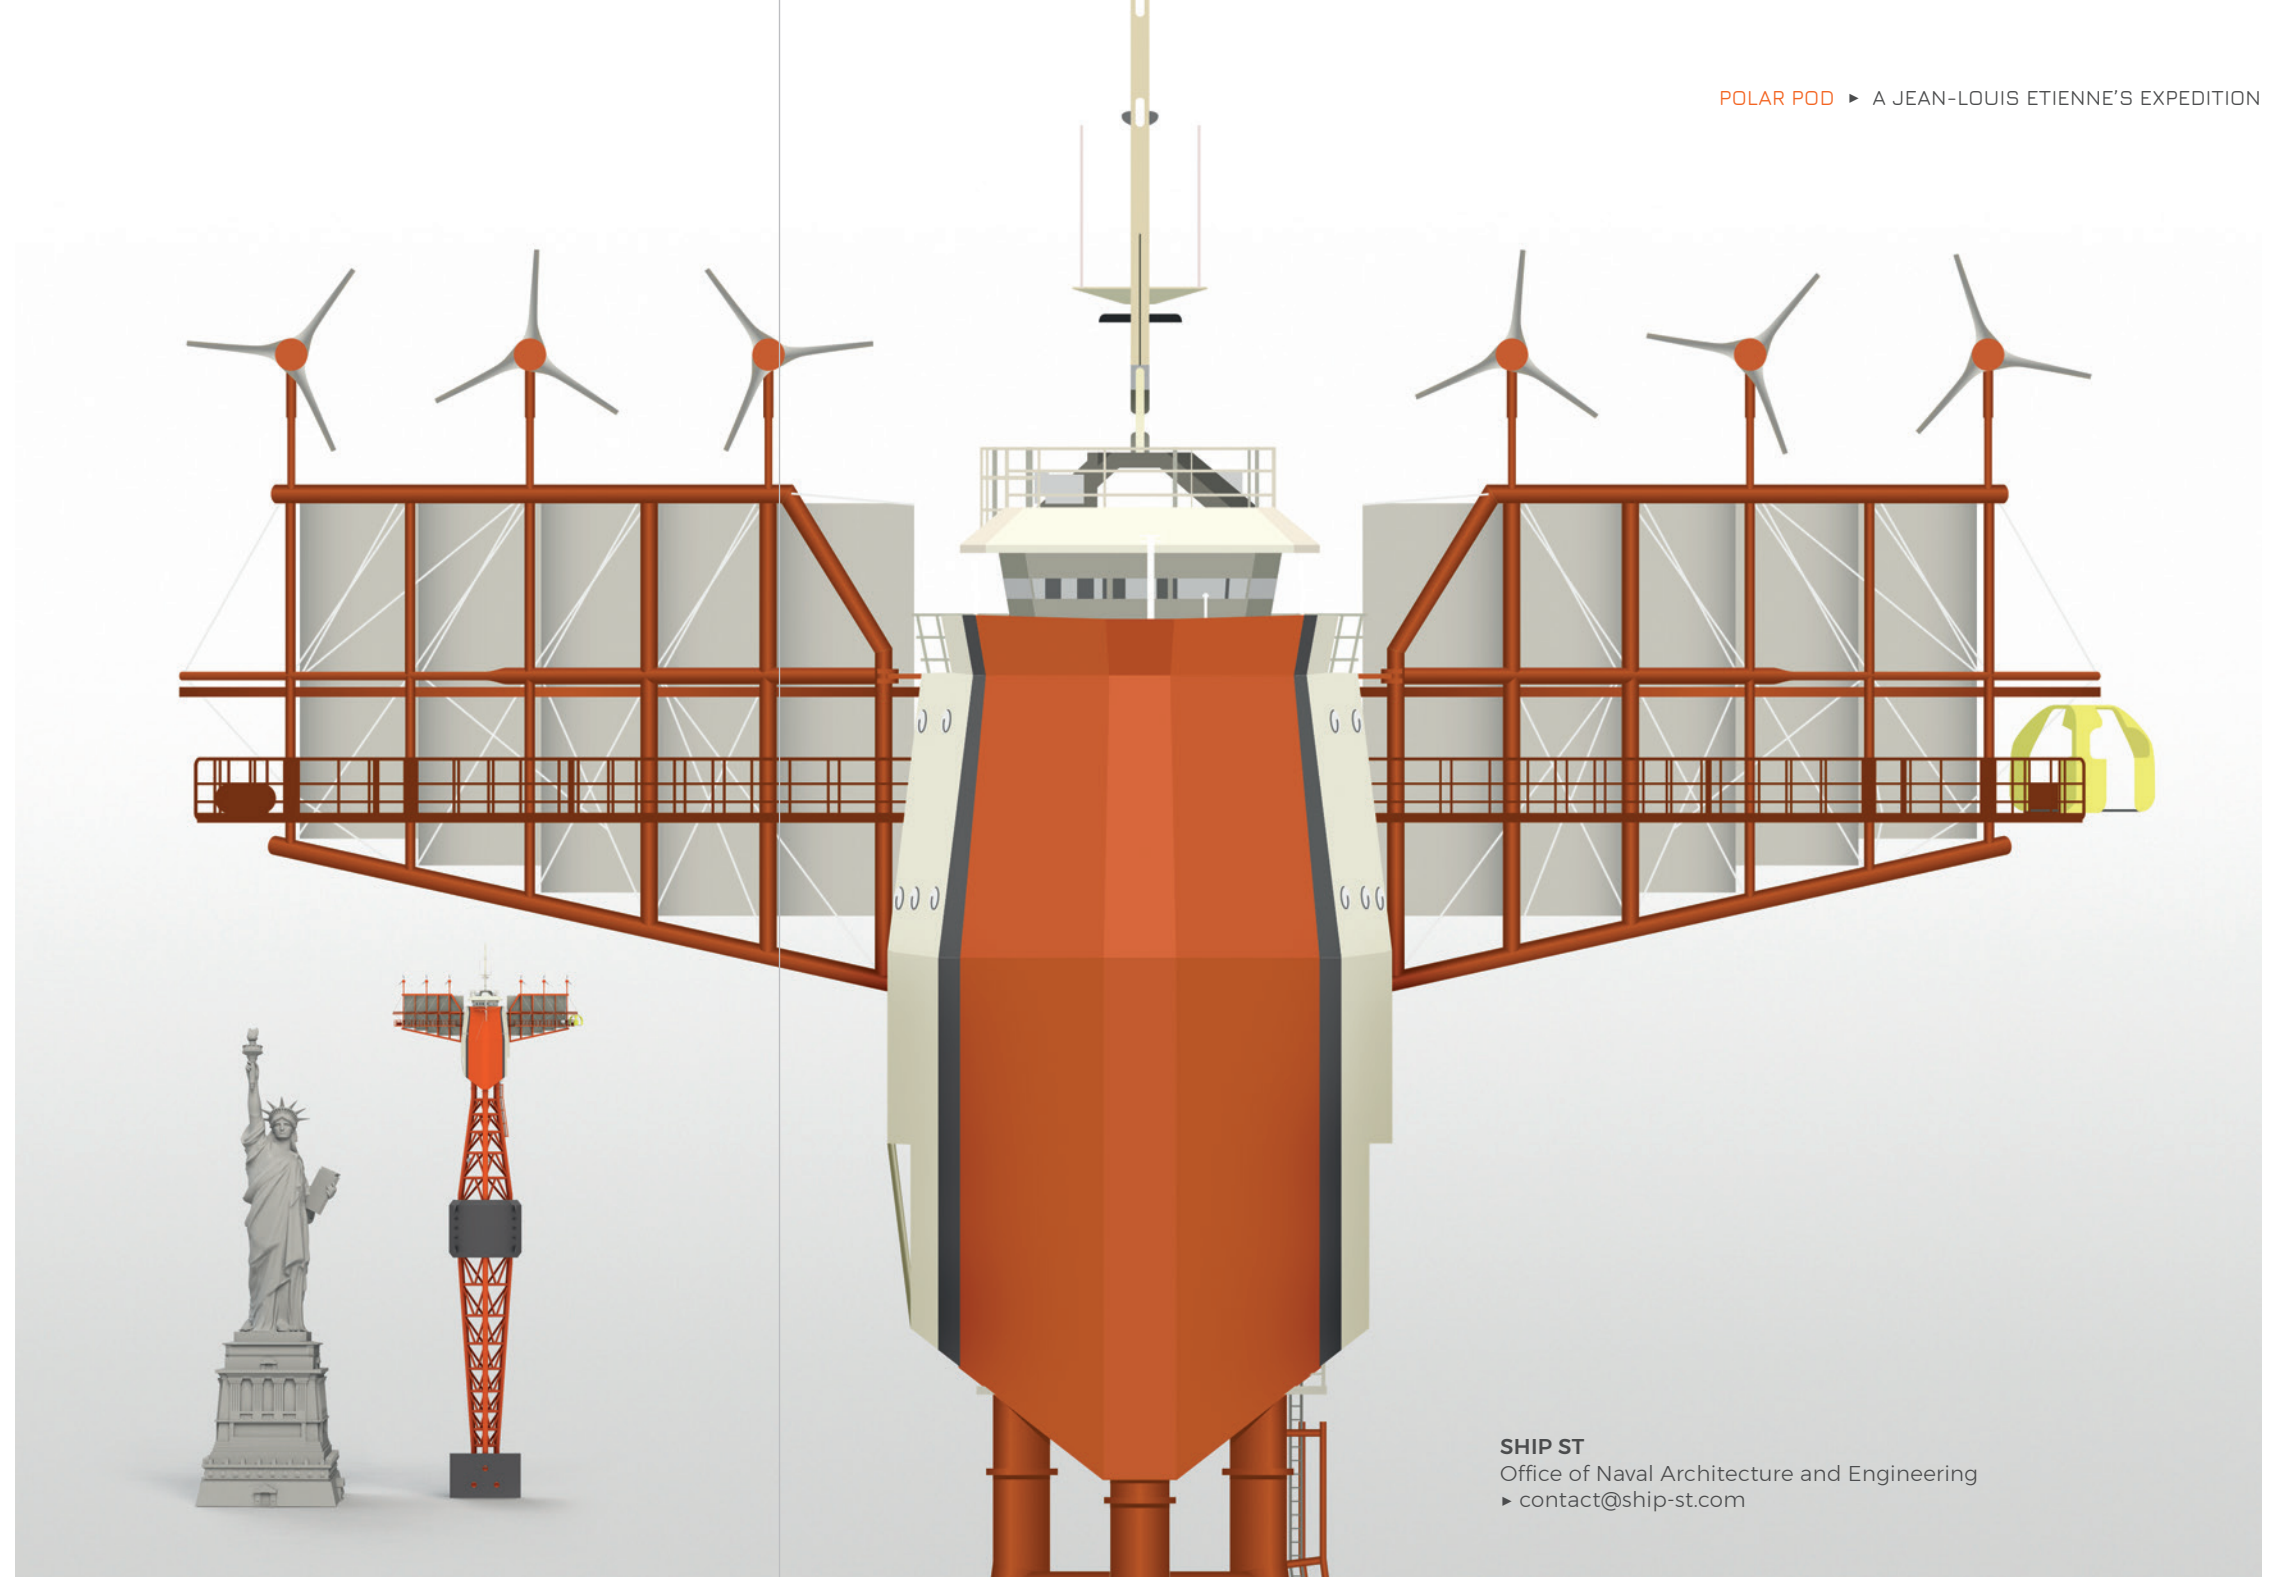 POLAR POD ▸ A JEAN-LOUIS ETIENNE'S EXPEDITION
SHIP ST
Office of Naval Architecture and Engineering
▸ contact@ship-st.com